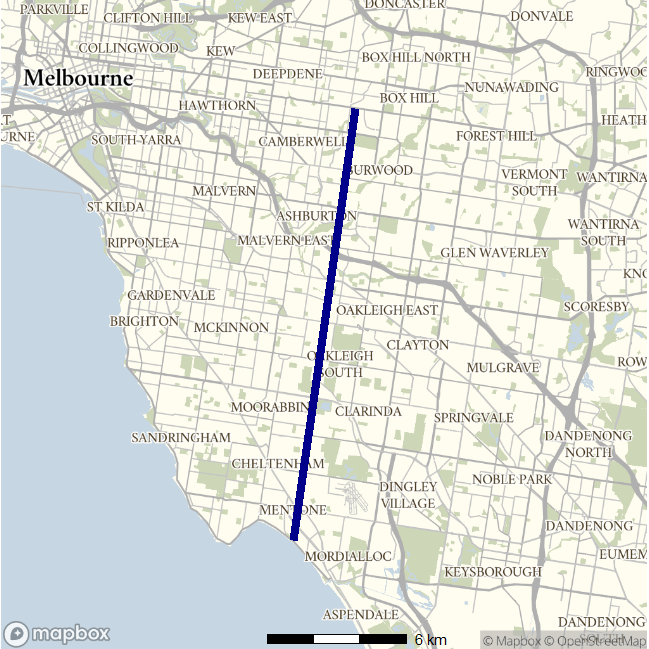 PARKVILLE
CLIFTON HILL
KEW EAST
DONCASTER
DONVALE
COLLINGWOOD
KEW
BOX HILL NORTH
Melbourne
DEEPDENE
RINGWOO
NUNAWADING
HAWTHORN
BOX HILL
HEATH
SOUTH YARRA
CAMBERWELL
FOREST HILL
BURWOOD
VERMONT
SOUTH
WANTIRNA
MALVERN
ST KILDA
ASHBURTON
WANTIRNA
SOUTH
RIPPONLEA
MALVERN EAST
GLEN WAVERLEY
KNO
GARDENVALE
OAKLEIGH EAST
SCORESBY
BRIGHTON
MCKINNON
CLAYTON
OAKLEIGH
SOUTH
MULGRAVE
ROW
MOORABBIN
CLARINDA
SPRINGVALE
SANDRINGHAM
DANDENONG
NORTH
CHELTENHAM
NOBLE PARK
DINGLEY
VILLAGE
MENTONE
DANDENONG
MORDIALLOC
EUMEM
KEYSBOROUGH
ASPENDALE
DANDENONG
SOUTH
mapbox
6 km
© Mapbox © OpenStreetMap